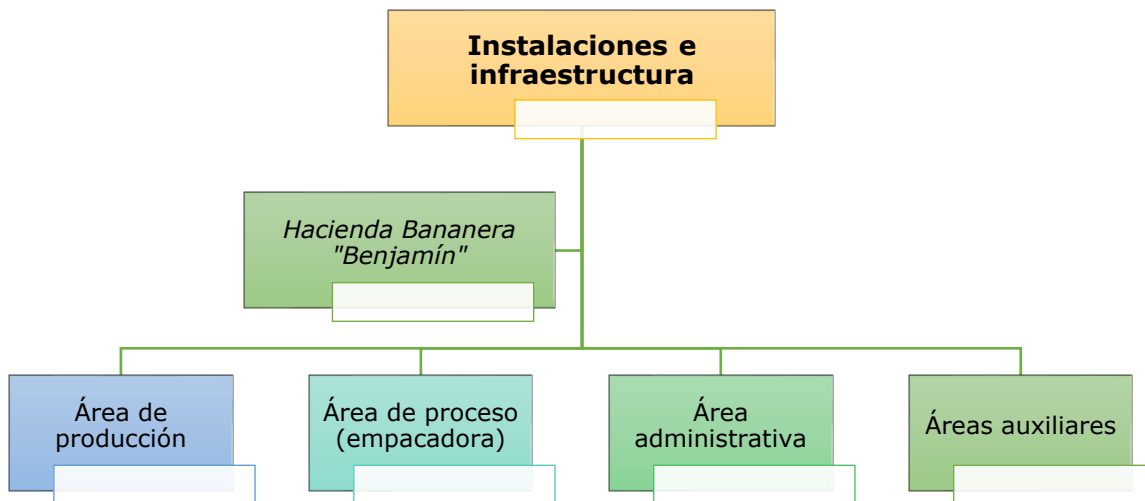 Instalaciones e
infraestructura
Hacienda Bananera
"Benjamín"
Área de
producción
Área de proceso
(empacadora)
Área
administrativa
Áreas auxiliares